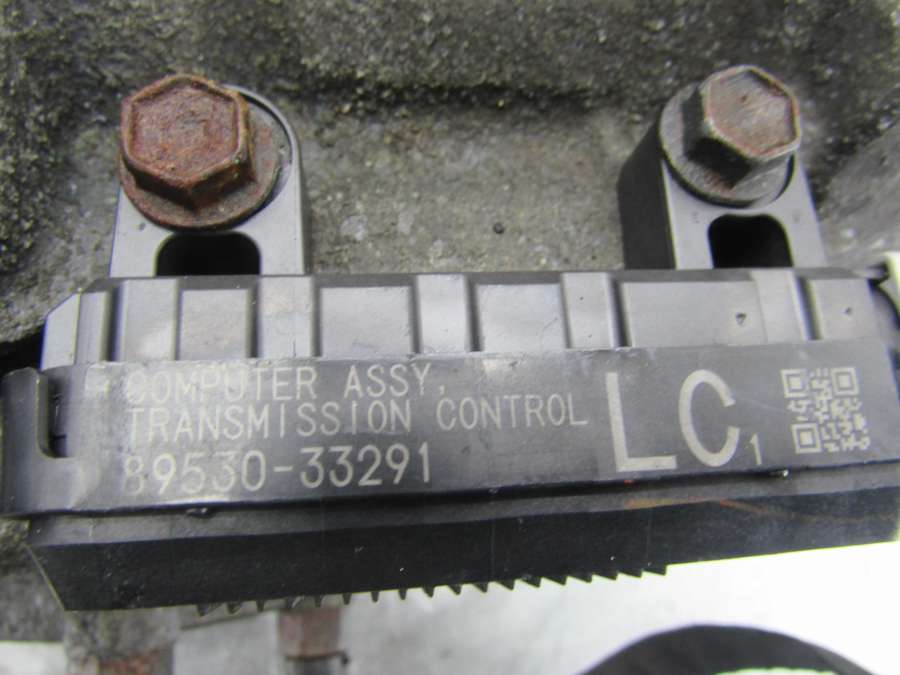 COMPUTER ASSY,
TRANSMISSION CONTROL
89530-33291
LC1